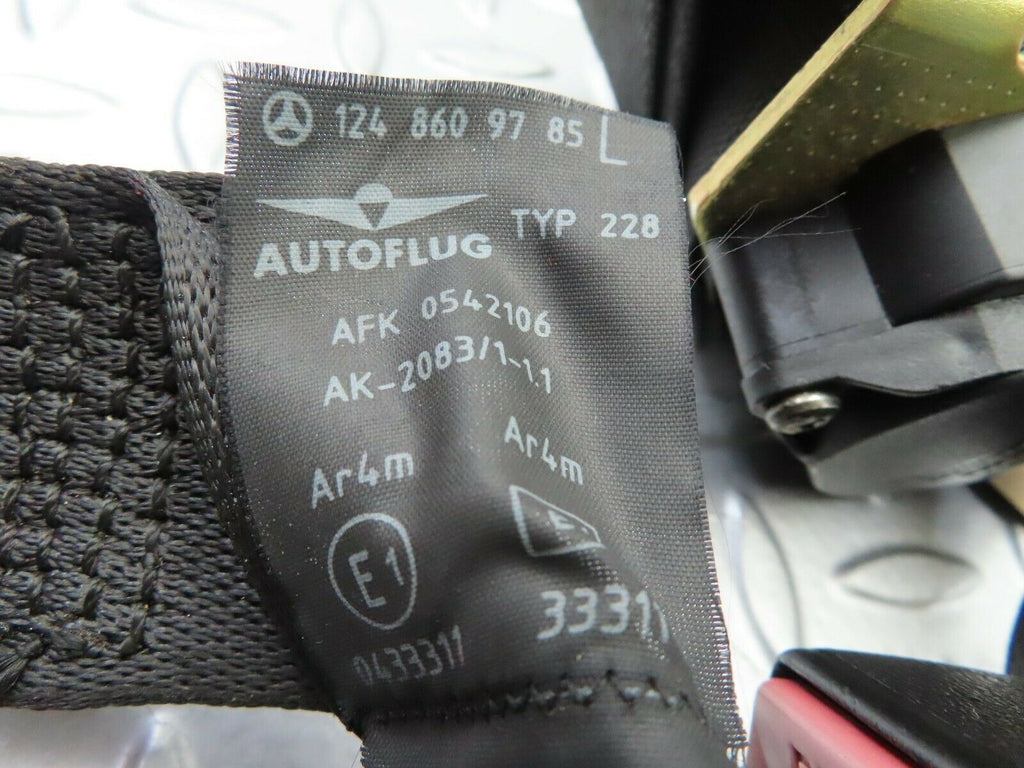 124 860 97 85 L
AUTOFLUG TYP 228
AFK 0542106
AK-2083/1-1.1
Ar4m Ar4m
E1 E
33311
0433311